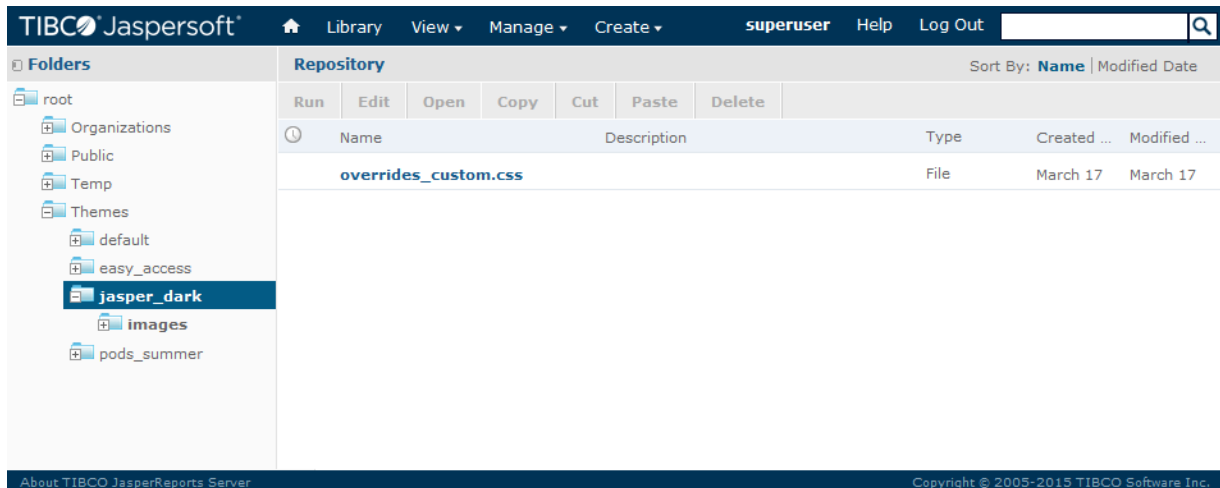 TIBCO Jaspersoft® Library View Manage Create superuser Help Log Out
Folders
root
Organizations
Public
Temp
Themes
default
easy_access
jasper_dark
images
pods_summer
Repository Sort By: Name | Modified Date
Run Edit Open Copy Cut Paste Delete
Name Description Type Created ... Modified ...
overrides_custom.css File March 17 March 17
About TIBCO JasperReports Server Copyright © 2005-2015 TIBCO Software Inc.